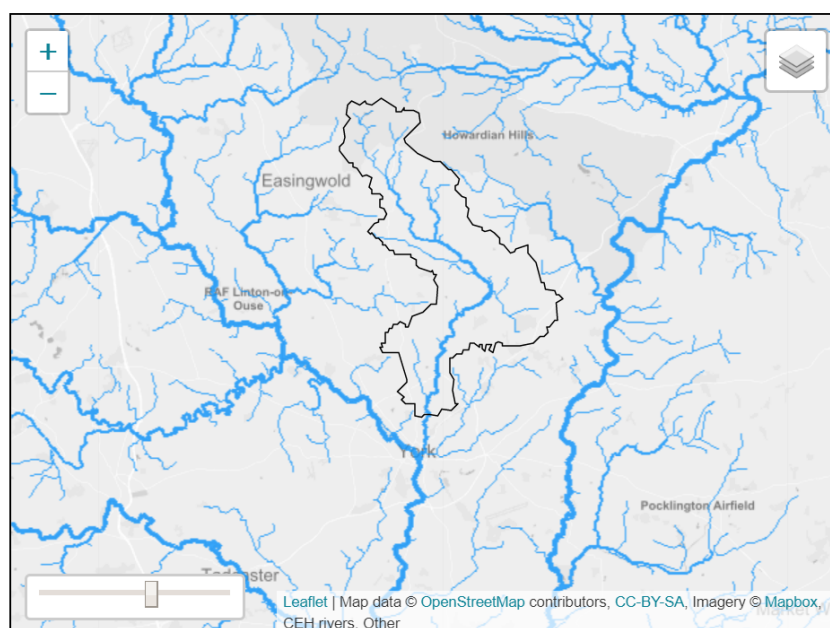 +
−
Howardian Hills
Easingwold
RAF Linton-on
Ouse
York
Pocklington Airfield
Tadcaster
Leaflet | Map data © OpenStreetMap contributors, CC-BY-SA, Imagery © Mapbox,
CEH rivers, Other